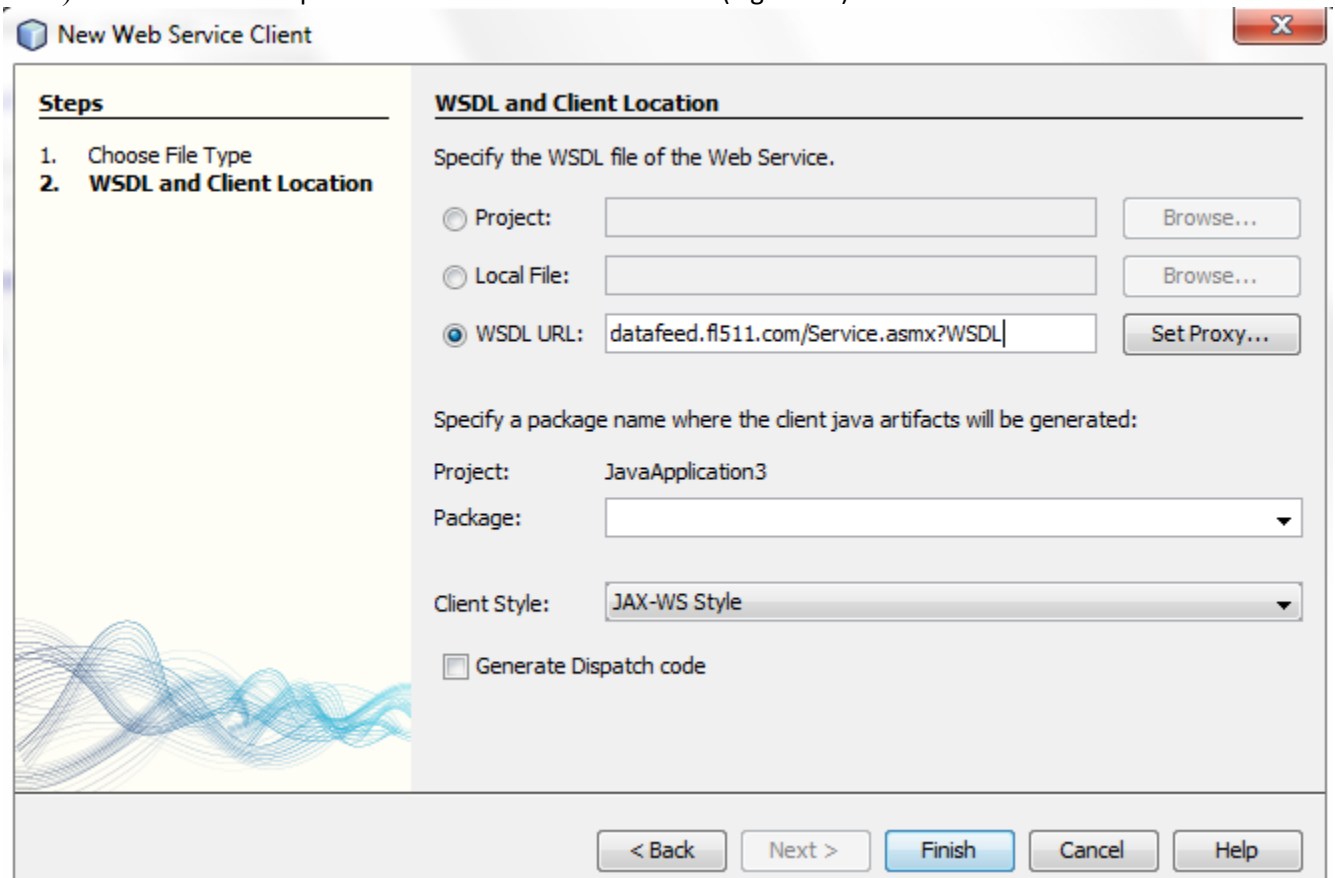 New Web Service Client
Steps
1. Choose File Type
2. WSDL and Client Location
WSDL and Client Location
Specify the WSDL file of the Web Service.
Project: Browse...
Local File: Browse...
WSDL URL: datafeed.fl511.com/Service.asmx?WSDL Set Proxy...
Specify a package name where the client java artifacts will be generated:
Project: JavaApplication3
Package:
Client Style: JAX-WS Style
Generate Dispatch code
< Back Next > Finish Cancel Help